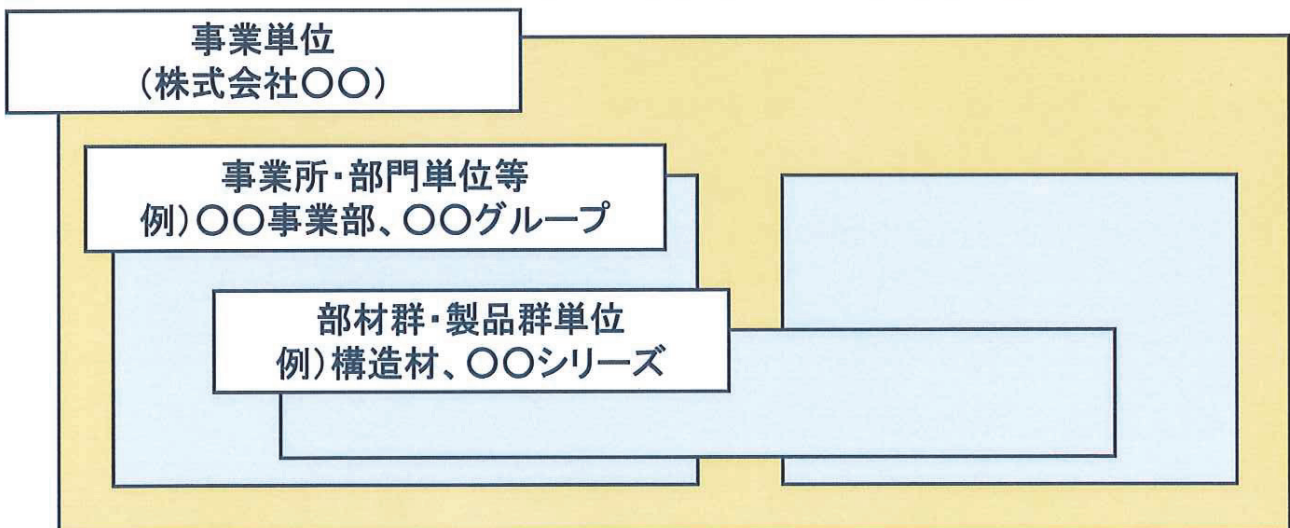 事業単位
(株式会社〇〇)
事業所・部門単位等
例)〇〇事業部、〇〇グループ
部材群・製品群単位
例)構造材、〇〇シリーズ